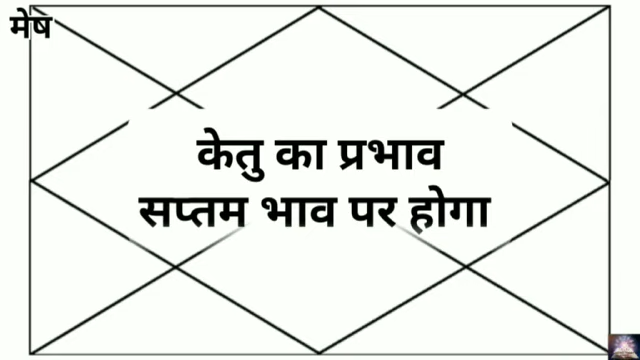 मेष
केतु का प्रभाव
सप्तम भाव पर होगा